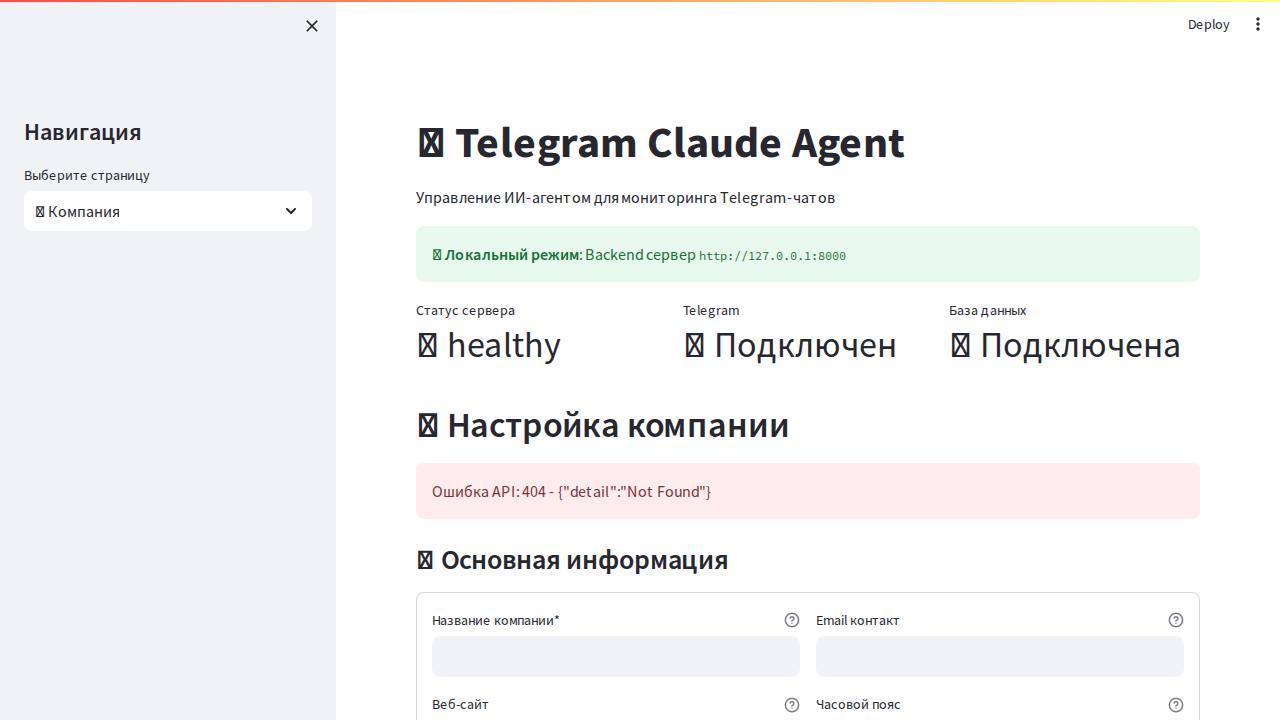 Deploy
Навигация
Выберите страницу
Компания
Telegram Claude Agent
Управление ИИ-агентом для мониторинга Telegram-чатов
Локальный режим: Backend сервер http://127.0.0.1:8000
Статус сервера
healthy
Telegram
Подключен
База данных
Подключена
Настройка компании
Ошибка API: 404 - {"detail":"Not Found"}
Основная информация
Название компании*
Email контакт
Веб-сайт
Часовой пояс